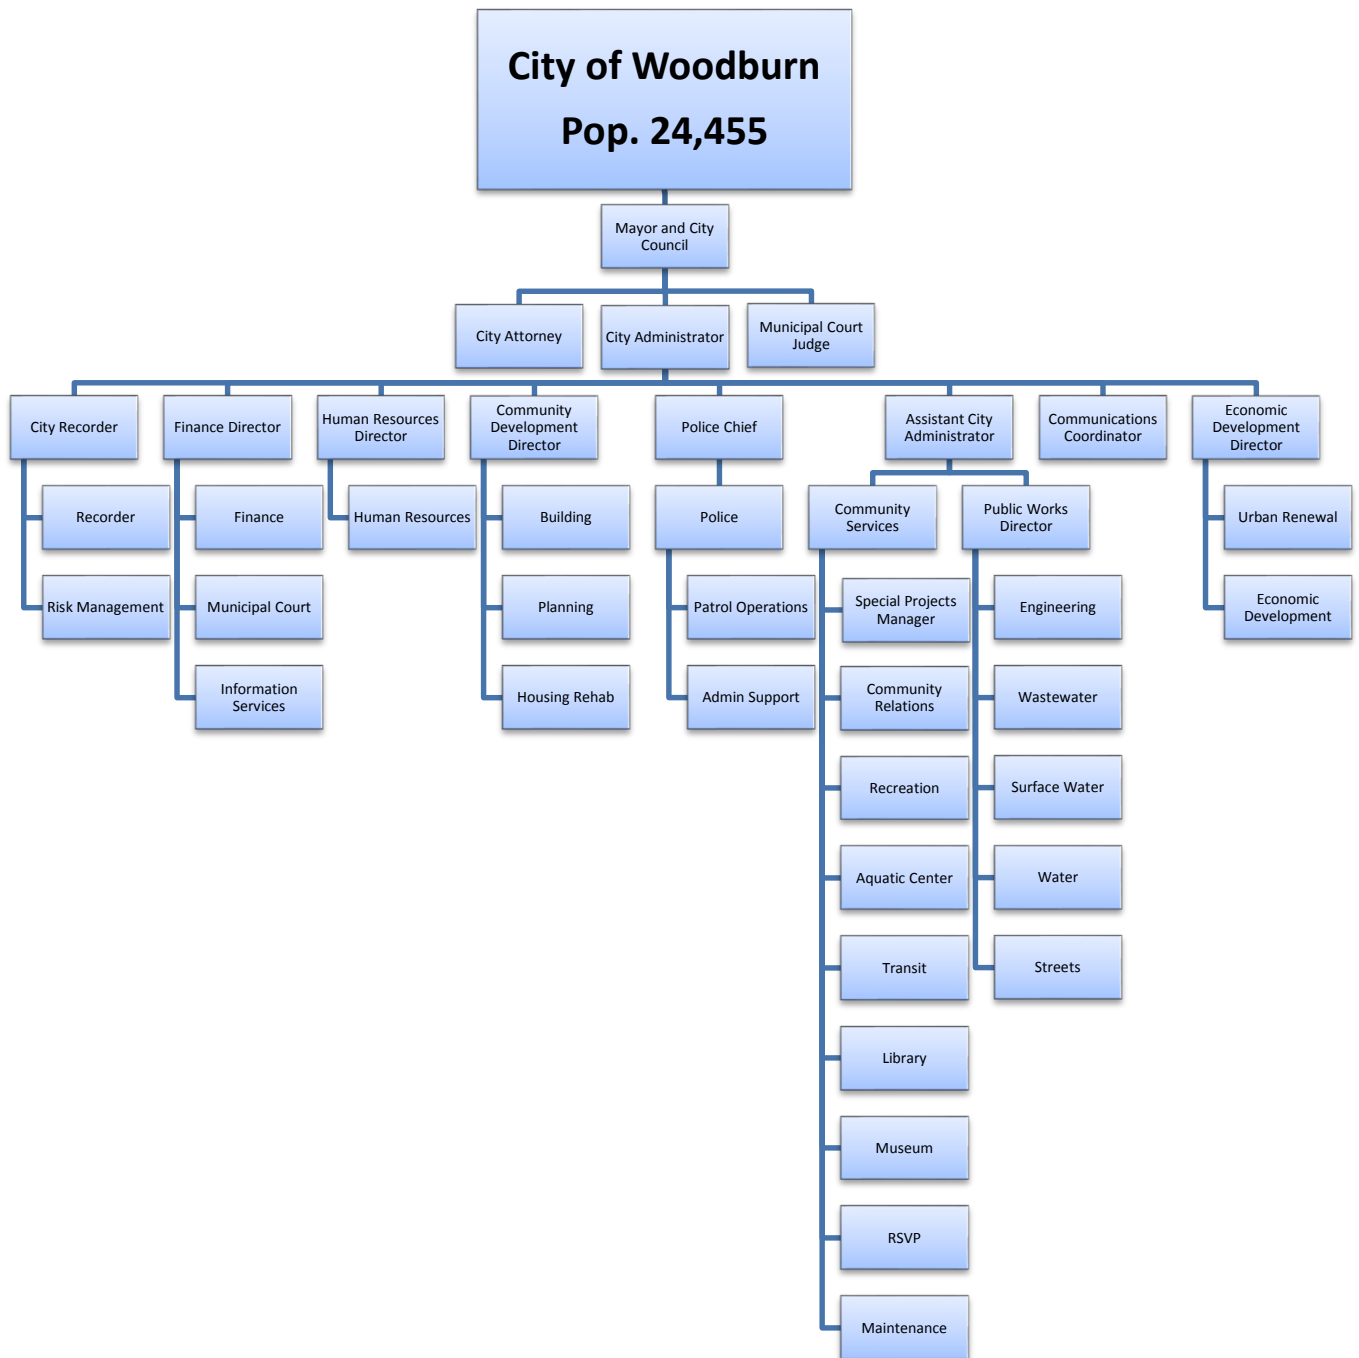 City of Woodburn
Pop. 24,455
Mayor and City
Council
City Attorney
City Administrator
Municipal Court
Judge
City Recorder
Finance Director
Human Resources
Director
Community
Development
Director
Police Chief
Assistant City
Administrator
Communications
Coordinator
Economic
Development
Director
Recorder
Finance
Human Resources
Building
Police
Community
Services
Public Works
Director
Urban Renewal
Risk Management
Municipal Court
Planning
Patrol Operations
Special Projects
Manager
Engineering
Economic
Development
Information
Services
Housing Rehab
Admin Support
Community
Relations
Wastewater
Recreation
Surface Water
Aquatic Center
Water
Transit
Streets
Library
Museum
RSVP
Maintenance